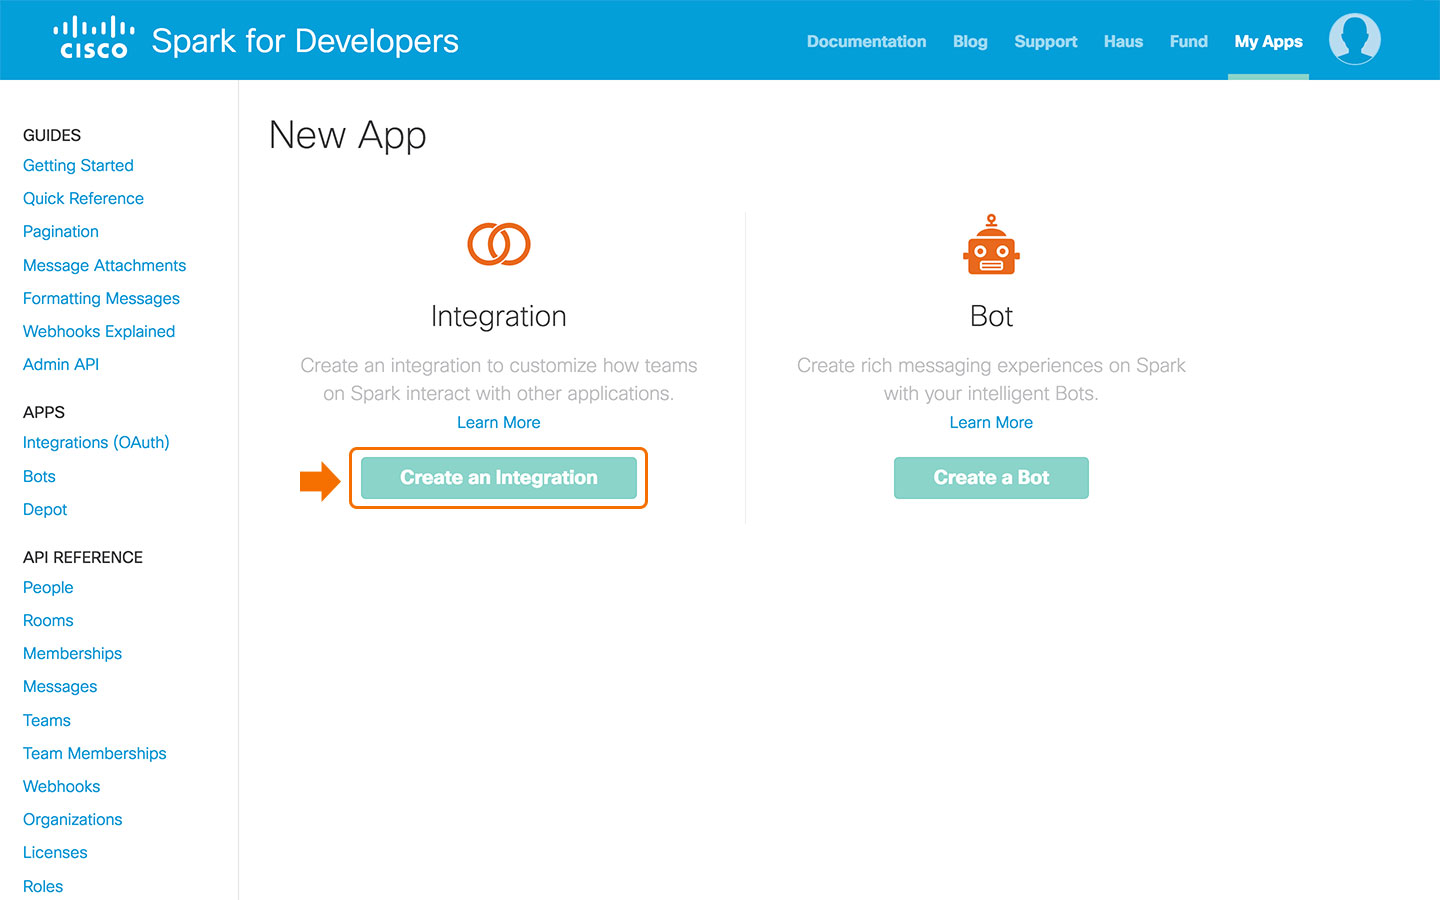 CISCO
Spark for Developers
Documentation
Blog
Support
Haus
Fund
My Apps
GUIDES
Getting Started
Quick Reference
Pagination
Message Attachments
Formatting Messages
Webhooks Explained
Admin API
APPS
Integrations (OAuth)
Bots
Depot
API REFERENCE
People
Rooms
Memberships
Messages
Teams
Team Memberships
Webhooks
Organizations
Licenses
Roles
New App
Integration
Create an integration to customize how teams
on Spark interact with other applications.
Learn More
Create an Integration
Bot
Create rich messaging experiences on Spark
with your intelligent Bots.
Learn More
Create a Bot